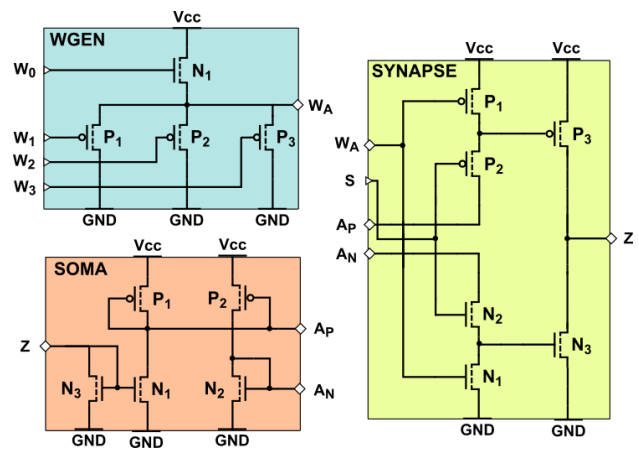 WGEN
Vcc
W0
N1
WA
W1
P1
P2
P3
W2
W3
GND GND GND
SOMA
Vcc Vcc
P1
P2
AP
Z
N3
N1
N2
AN
GND GND GND
SYNAPSE
Vcc Vcc
P1
WA
P3
P2
S
AP
AN
Z
N2
N3
N1
GND GND